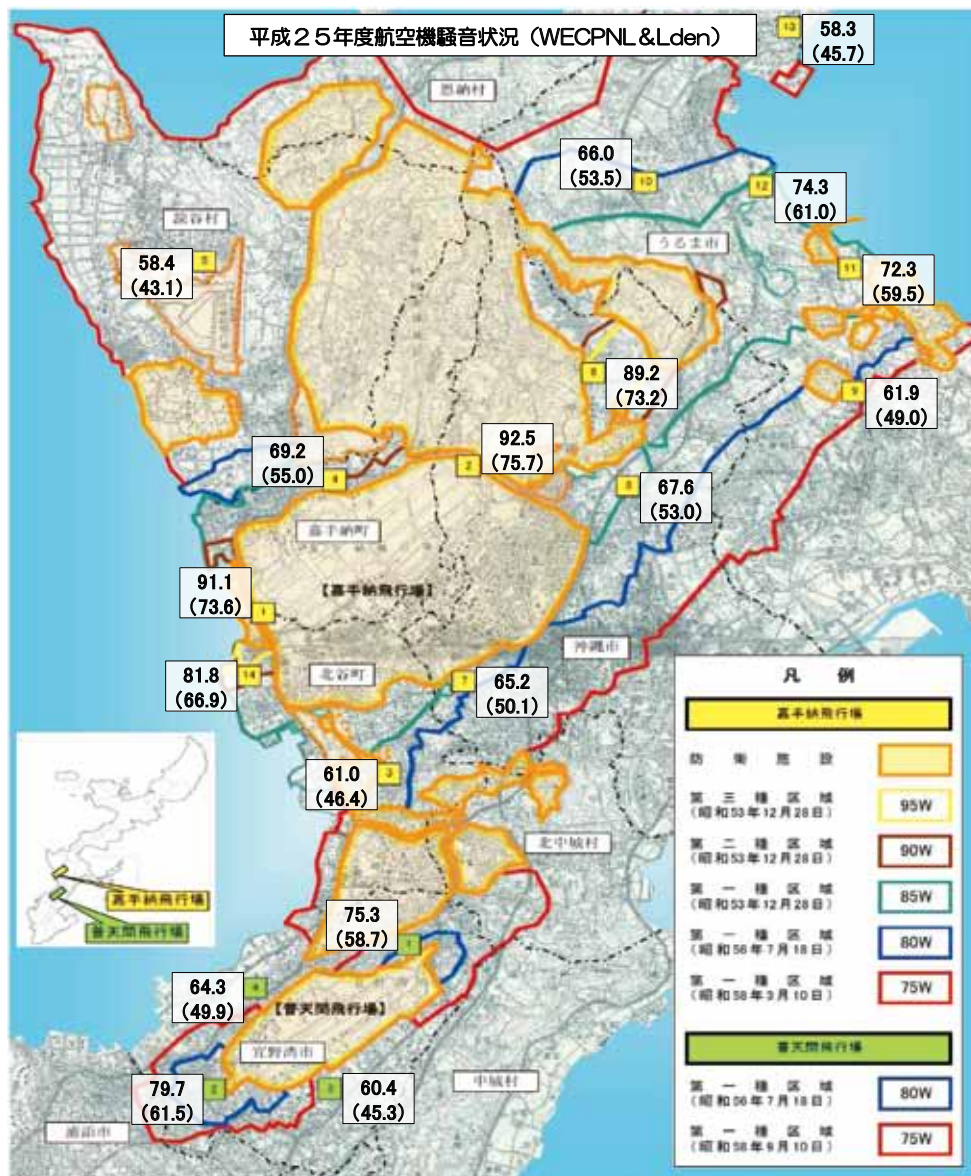 平成２５年度航空機騒音状況（WECPNL＆Lden）
13
58.3
(45.7)
恩納村
66.0
(53.5)
10
12
74.3
(61.0)
読谷村
うるま市
58.4
(43.1)
5
11
72.3
(59.5)
89.2
(73.2)
9
61.9
(49.0)
69.2
(55.0)
2
92.5
(75.7)
67.6
(53.0)
嘉手納町
【嘉手納飛行場】
91.1
(73.6)
1
沖縄市
81.8
(66.9)
14
北谷町
7
65.2
(50.1)
61.0
(46.4)
3
北中城村
嘉手納飛行場
普天間飛行場
75.3
(58.7)
1
64.3
(49.9)
4
【普天間飛行場】
宜野湾市
79.7
(61.5)
2
3
60.4
(45.3)
中城村
浦添市
凡例
嘉手納飛行場
防衛施設
第三種区域
(昭和53年12月28日)
95W
第二種区域
(昭和53年12月28日)
90W
第一種区域
(昭和53年12月28日)
85W
第一種区域
(昭和56年7月18日)
80W
第一種区域
(昭和58年3月10日)
75W
普天間飛行場
第一種区域
(昭和56年7月18日)
80W
第一種区域
(昭和58年9月10日)
75W